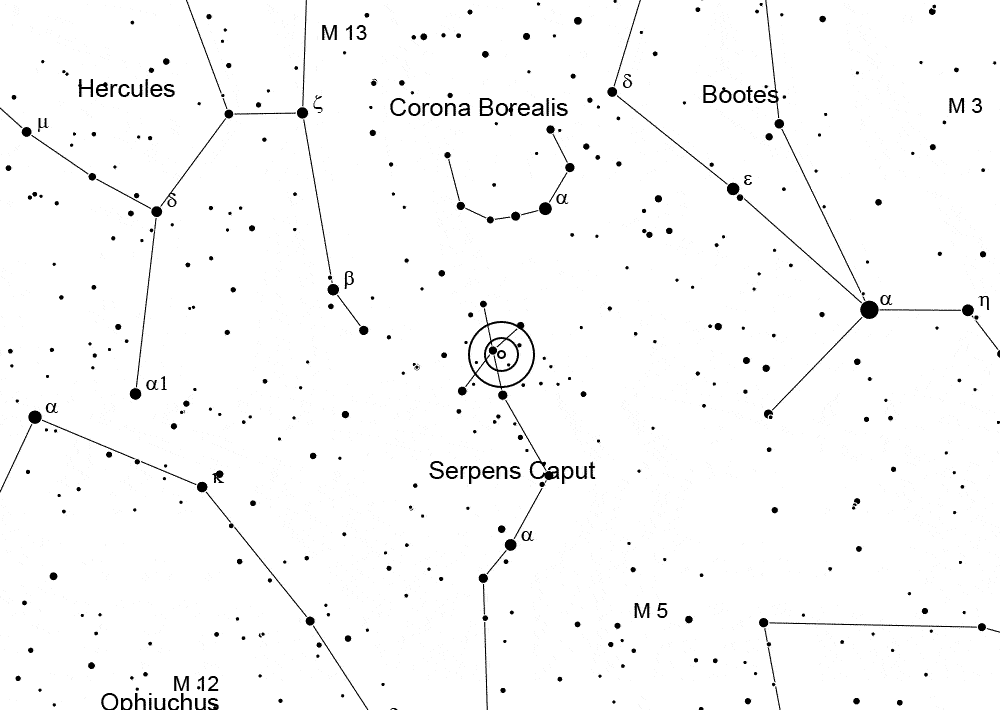 M 13
Hercules
Corona Borealis
Bootes
M 3
μ
ζ
δ
ε
δ
α
β
α
η
α1
α
κ
Serpens Caput
α
M 5
M 12
Ophiuchus